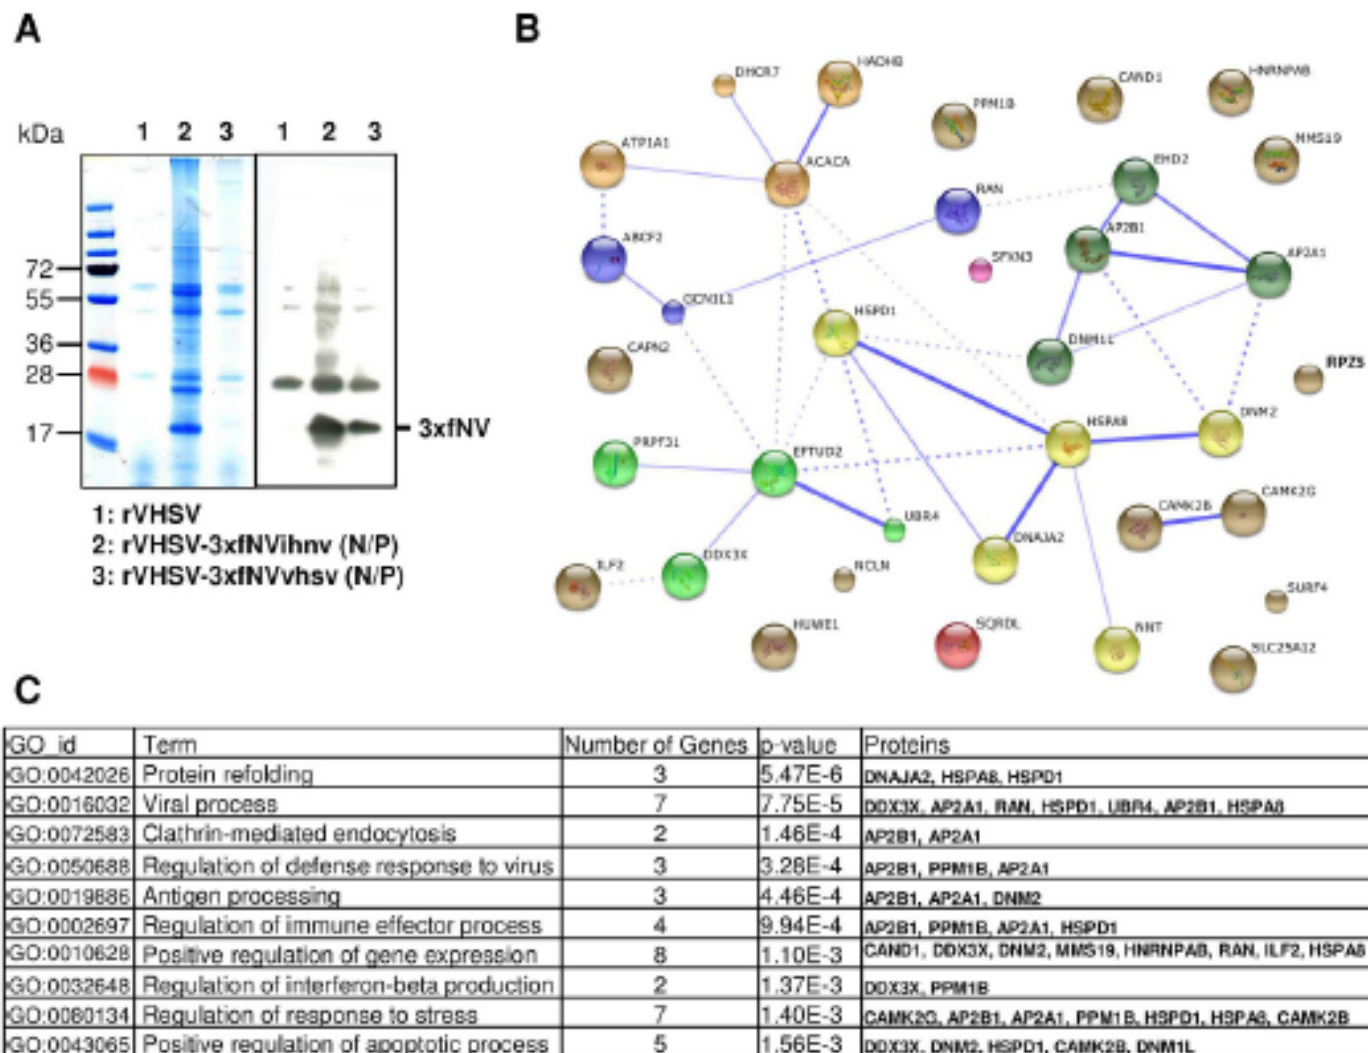 A
B
kDa
1 2 3 1 2 3
72
55
36
28
17
3xfNV
1: rVHSV
2: rVHSV-3xfNVihnv (N/P)
3: rVHSV-3xfNVvhsv (N/P)
DHCR7
HADHB
PPM1B
CAND1
HNRNPAB
MMS19
ATP1A1
ACACA
EHD2
RAN
ABCF2
AP2B1
AP2A1
SFXN3
GCN1L1
HSPD1
DNM1L
CAPN2
RPZ5
DNM2
HSPA8
PRPF31
EFTUD2
CAMK2B
CAMK2G
UBR4
DNAJA2
ILF2
DDX3X
NCLN
SURF4
HUWE1
SQRDL
NNT
SLC25A12
C
GO_id Term Number of Genes p-value Proteins
GO:0042026 Protein refolding 3 5.47E-6 DNAJA2, HSPA8, HSPD1
GO:0016032 Viral process 7 7.75E-5 DDX3X, AP2A1, RAN, HSPD1, UBR4, AP2B1, HSPA8
GO:0072583 Clathrin-mediated endocytosis 2 1.46E-4 AP2B1, AP2A1
GO:0050688 Regulation of defense response to virus 3 3.28E-4 AP2B1, PPM1B, AP2A1
GO:0019886 Antigen processing 3 4.46E-4 AP2B1, AP2A1, DNM2
GO:0002697 Regulation of immune effector process 4 9.94E-4 AP2B1, PPM1B, AP2A1, HSPD1
GO:0010628 Positive regulation of gene expression 8 1.10E-3 CAND1, DDX3X, DNM2, MMS19, HNRNPAB, RAN, ILF2, HSPA8
GO:0032648 Regulation of interferon-beta production 2 1.37E-3 DDX3X, PPM1B
GO:0080134 Regulation of response to stress 7 1.40E-3 CAMK2G, AP2B1, AP2A1, PPM1B, HSPD1, HSPA8, CAMK2B
GO:0043065 Positive regulation of apoptotic process 5 1.56E-3 DDX3X, DNM2, HSPD1, CAMK2B, DNM1L